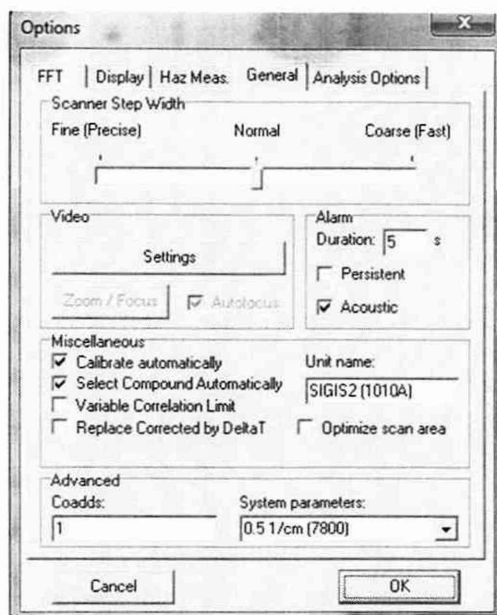 Options
FFT Display Haz Meas. General Analysis Options
Scanner Step Width
Fine (Precise) Normal Coarse (Fast)
Video
Settings
Zoom / Focus Autofocus
Alarm
Duration: 5 s
Persistent
Acoustic
Miscellaneous
Calibrate automatically
Select Compound Automatically
Variable Correlation Limit
Replace Corrected by DeltaT
Unit name:
SIGIS2 (1010A)
Optimize scan area
Advanced
Coadds: System parameters:
1 0.5 1/cm (7800)
Cancel OK